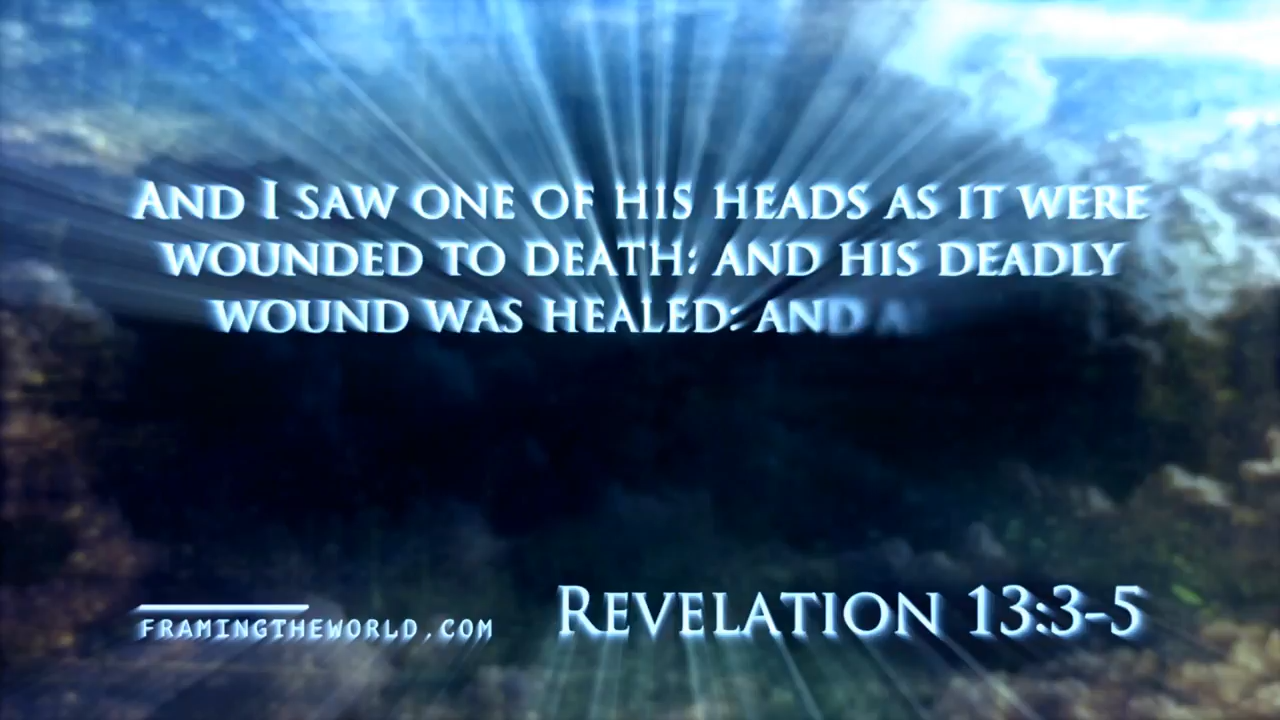 And I saw one of his heads as it were
wounded to death; and his deadly
wound was healed: and
framingtheworld.com
Revelation 13:3-5